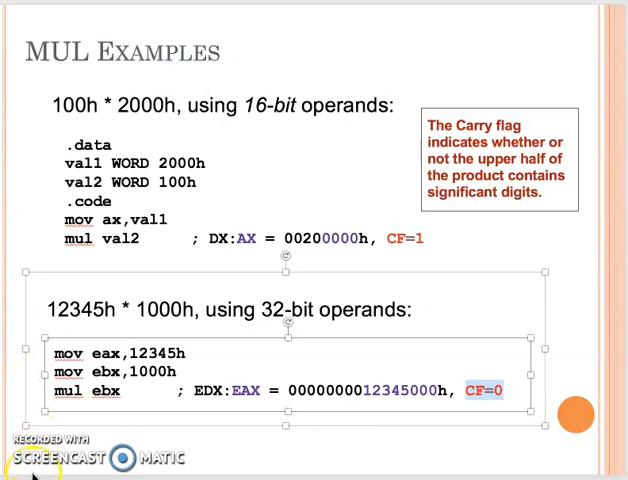 MUL EXAMPLES
100h * 2000h, using 16-bit operands:
.data
val1 WORD 2000h
val2 WORD 100h
.code
mov ax,val1
mul val2 ; DX:AX = 00200000h, CF=1
The Carry flag
indicates whether or
not the upper half of
the product contains
significant digits.
12345h * 1000h, using 32-bit operands:
mov eax,12345h
mov ebx,1000h
mul ebx ; EDX:EAX = 0000000012345000h, CF=0
RECORDED WITH
SCREENCAST MATIC